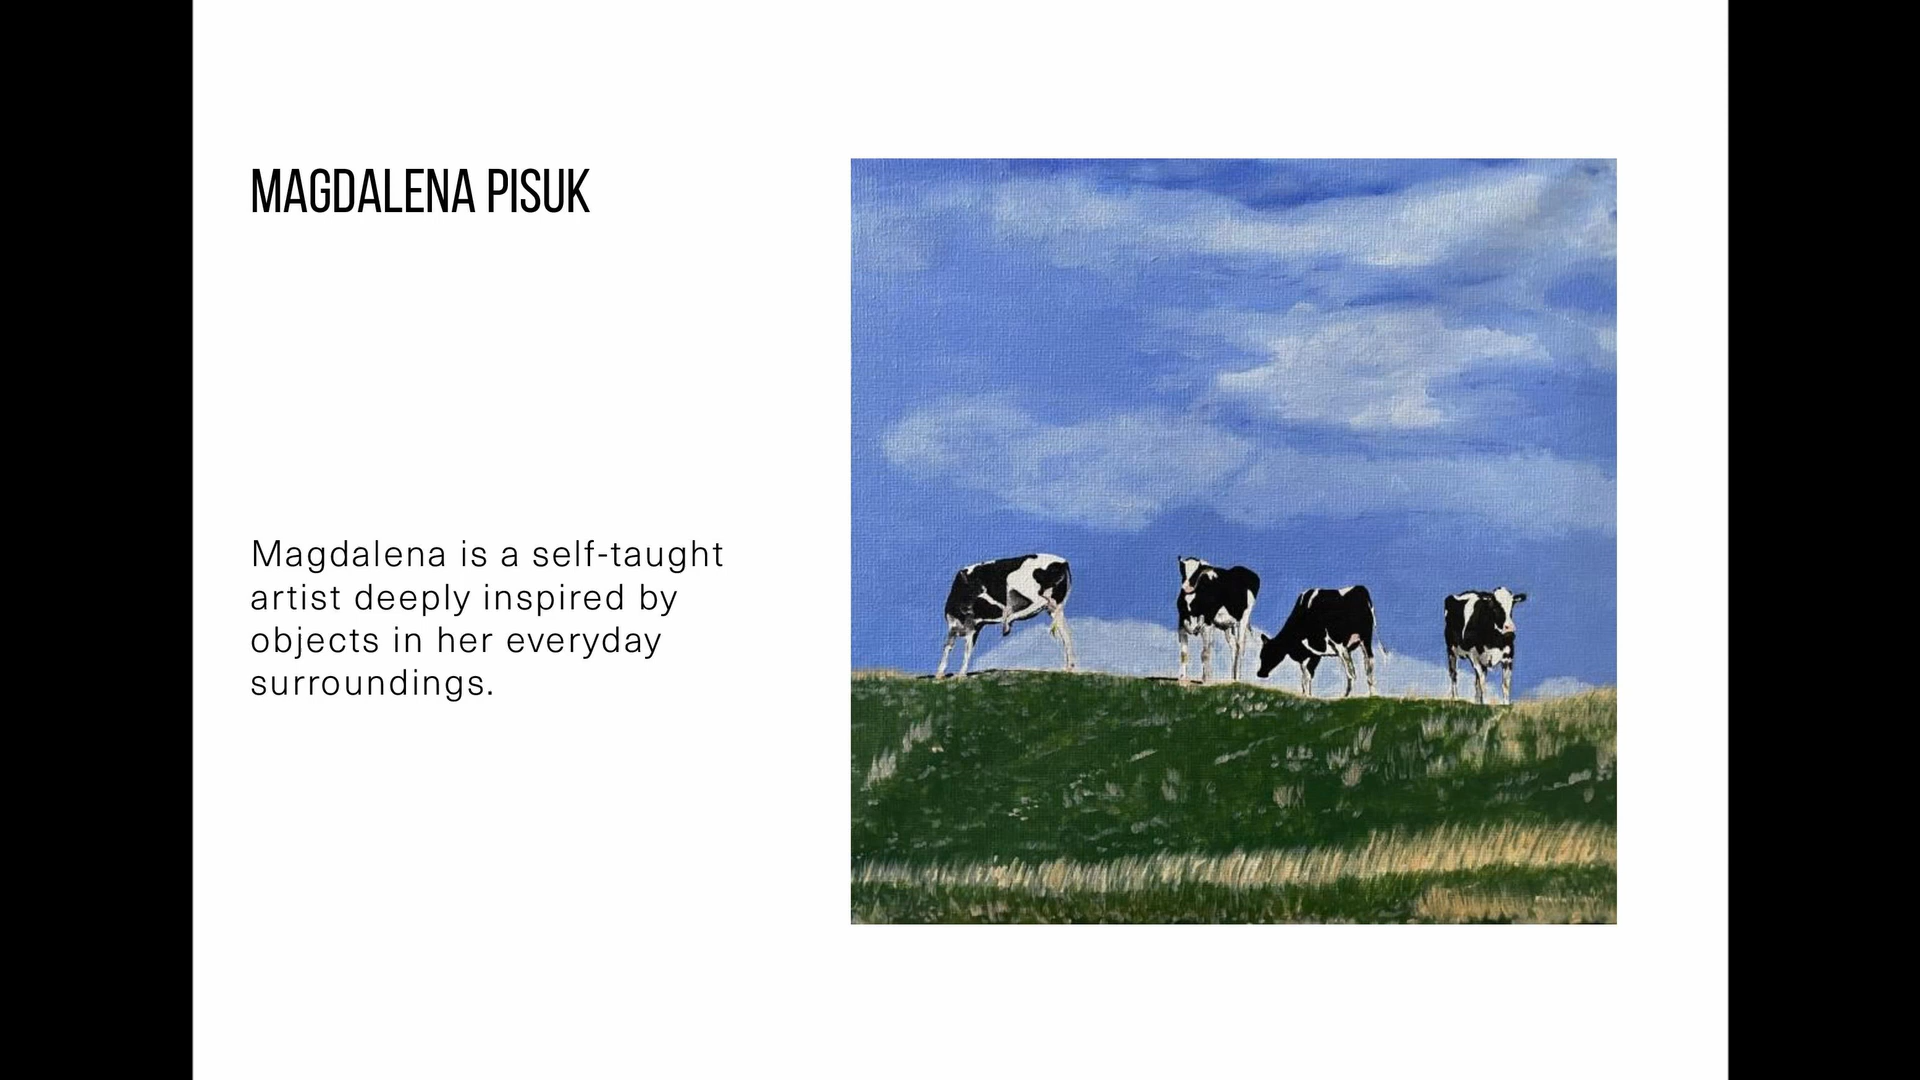 MAGDALENA PISUK
Magdalena is a self-taught
artist deeply inspired by
objects in her everyday
surroundings.